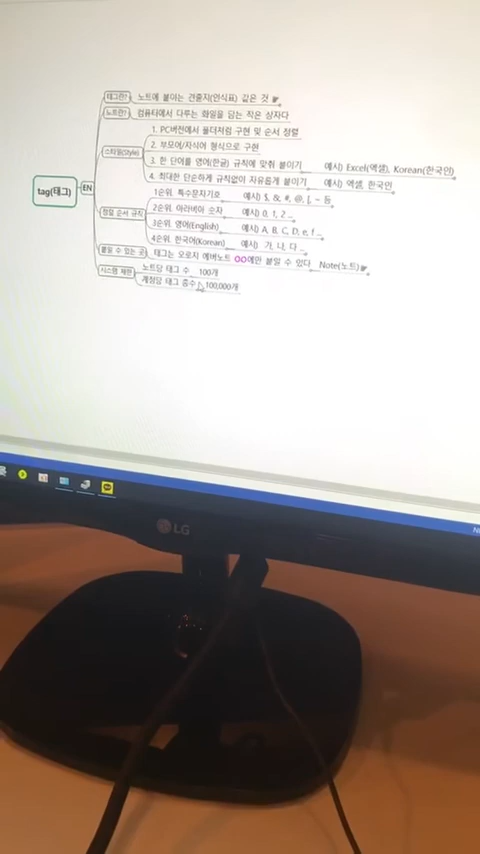 tag(태그)
EN
태그란?
노트에 붙이는 견출지(인식표) 같은 것
노트란?
컴퓨터에서 다루는 화일을 담는 작은 상자다
스타일(Style)
1. PC버전에서 폴더처럼 구현 및 순서 정렬
2. 부모어/자식어 형식으로 구현
3. 한 단어를 영어(한글) 규칙에 맞춰 붙이기 예시) Excel(엑셀), Korean(한국인)
4. 최대한 단순하게 규칙없이 자유롭게 붙이기 예시) 엑셀, 한국인
정렬 순서 규칙
1순위. 특수문자기호 예시) $, &, #, @, [, ~ 등
2순위. 아라비아 숫자 예시) 0, 1, 2 ...
3순위. 영어(English) 예시) A, B, C, D, e, f ...
4순위. 한국어(Korean) 예시) 가, 나, 다 ...
붙일 수 있는 곳
태그는 오로지 에버노트 OO에만 붙일 수 있다 Note(노트)
시스템 제한
노트당 태그 수 100개
계정당 태그 총수 100,000개
LG